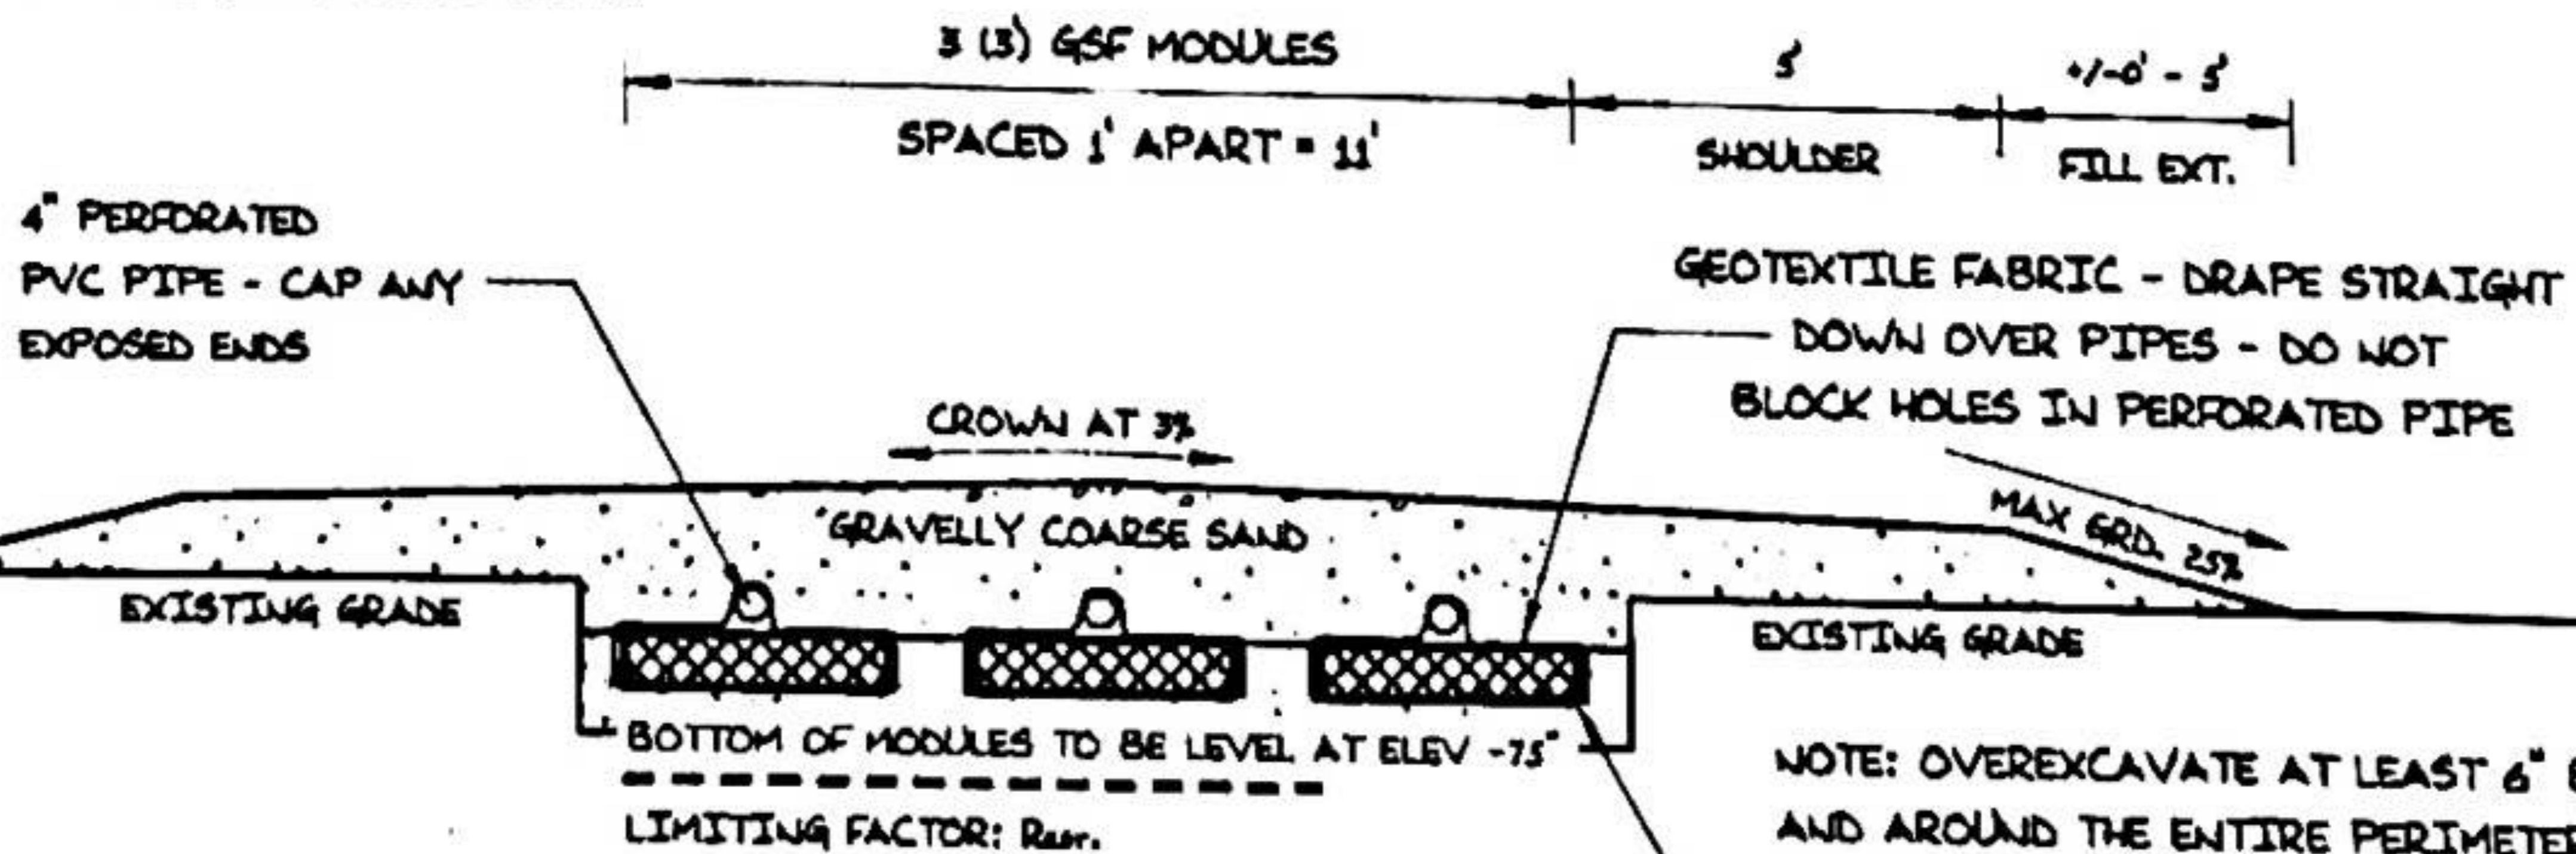 3 (3) GSF MODULES
SPACED 1' APART = 11'
5'
SHOULDER
+/-0' - 5'
FILL EXT.
4" PERFORATED
PVC PIPE - CAP ANY
EXPOSED ENDS
GEOTEXTILE FABRIC - DRAPE STRAIGHT
DOWN OVER PIPES - DO NOT
BLOCK HOLES IN PERFORATED PIPE
CROWN AT 3%
MAX GRD. 25%
"GRAVELLY COARSE SAND
EXISTING GRADE
EXISTING GRADE
BOTTOM OF MODULES TO BE LEVEL AT ELEV -75"
LIMITING FACTOR:
NOTE: OVEREXCAVATE AT LEAST 6"
AND AROUND THE ENTIRE PERIMETER